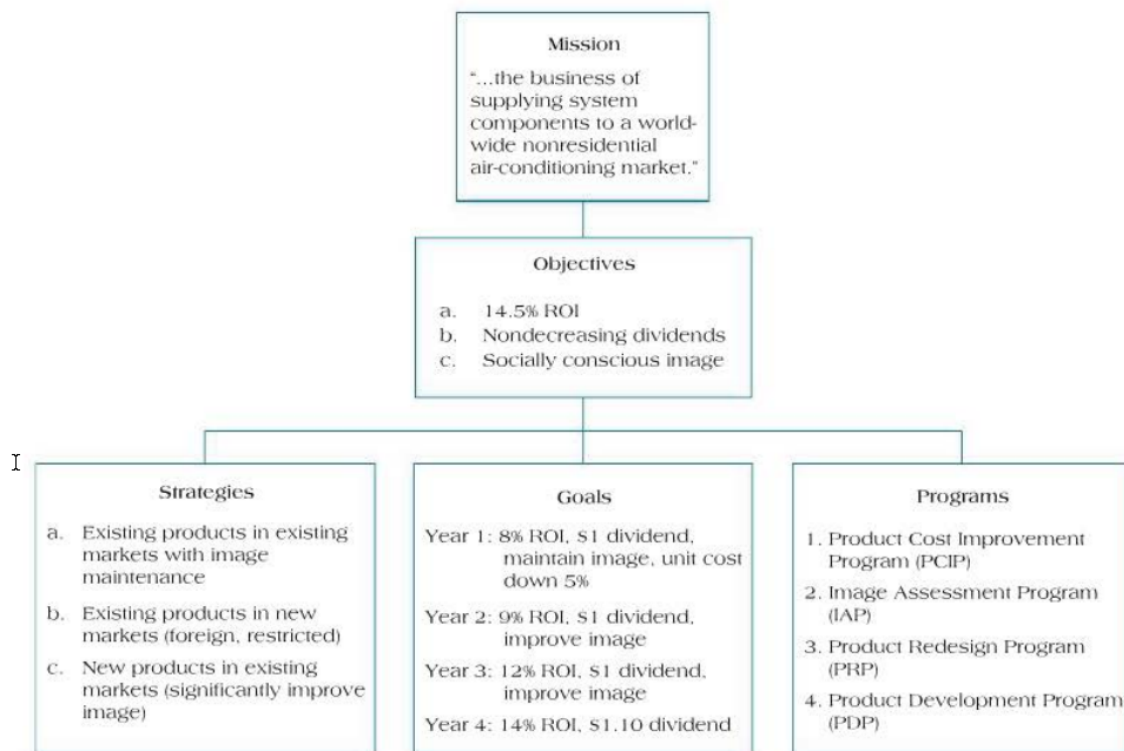 Mission
"...the business of
supplying system
components to a world-
wide nonresidential
air-conditioning market."
Objectives
a. 14.5% ROI
b. Nondecreasing dividends
c. Socially conscious image
Strategies
a. Existing products in existing
markets with image
maintenance
b. Existing products in new
markets (foreign, restricted)
c. New products in existing
markets (significantly improve
image)
Goals
Year 1: 8% ROI, $1 dividend,
maintain image, unit cost
down 5%
Year 2: 9% ROI, $1 dividend,
improve image
Year 3: 12% ROI, $1 dividend,
improve image
Year 4: 14% ROI, $1.10 dividend
Programs
1. Product Cost Improvement
Program (PCIP)
2. Image Assessment Program
(IAP)
3. Product Redesign Program
(PRP)
4. Product Development Program
(PDP)